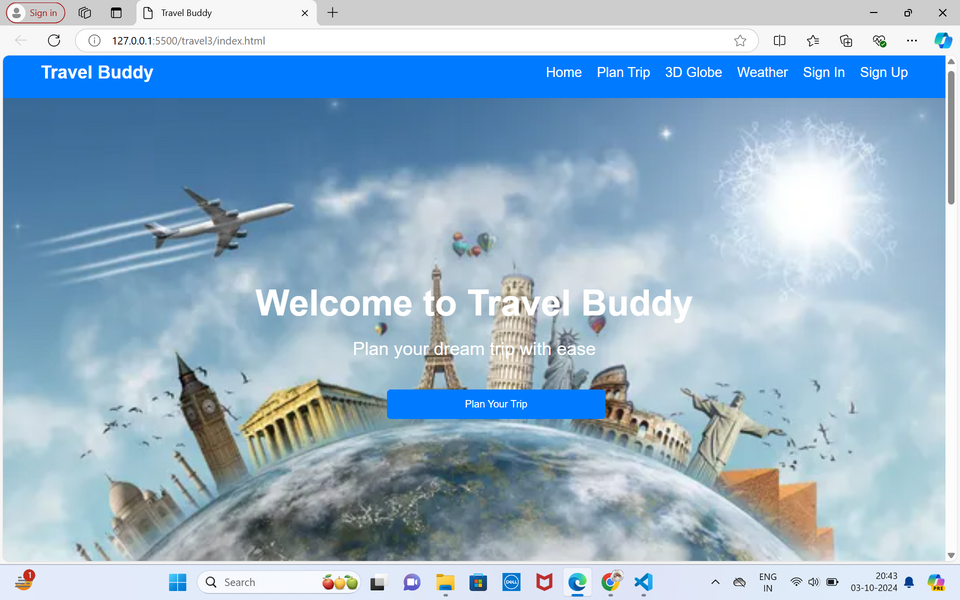 Sign in
Travel Buddy
127.0.0.1:5500/travel3/index.html
Travel Buddy
Home Plan Trip 3D Globe Weather Sign In Sign Up
Welcome to Travel Buddy
Plan your dream trip with ease
Plan Your Trip
1
Search
DELL
ENG
IN
20:43
03-10-2024
PRE